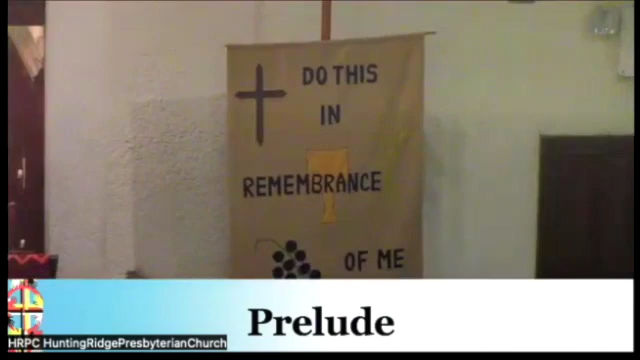 DO THIS
IN
REMEMBRANCE
OF ME
Prelude
HRPC HuntingRidgePresbyterianChurch